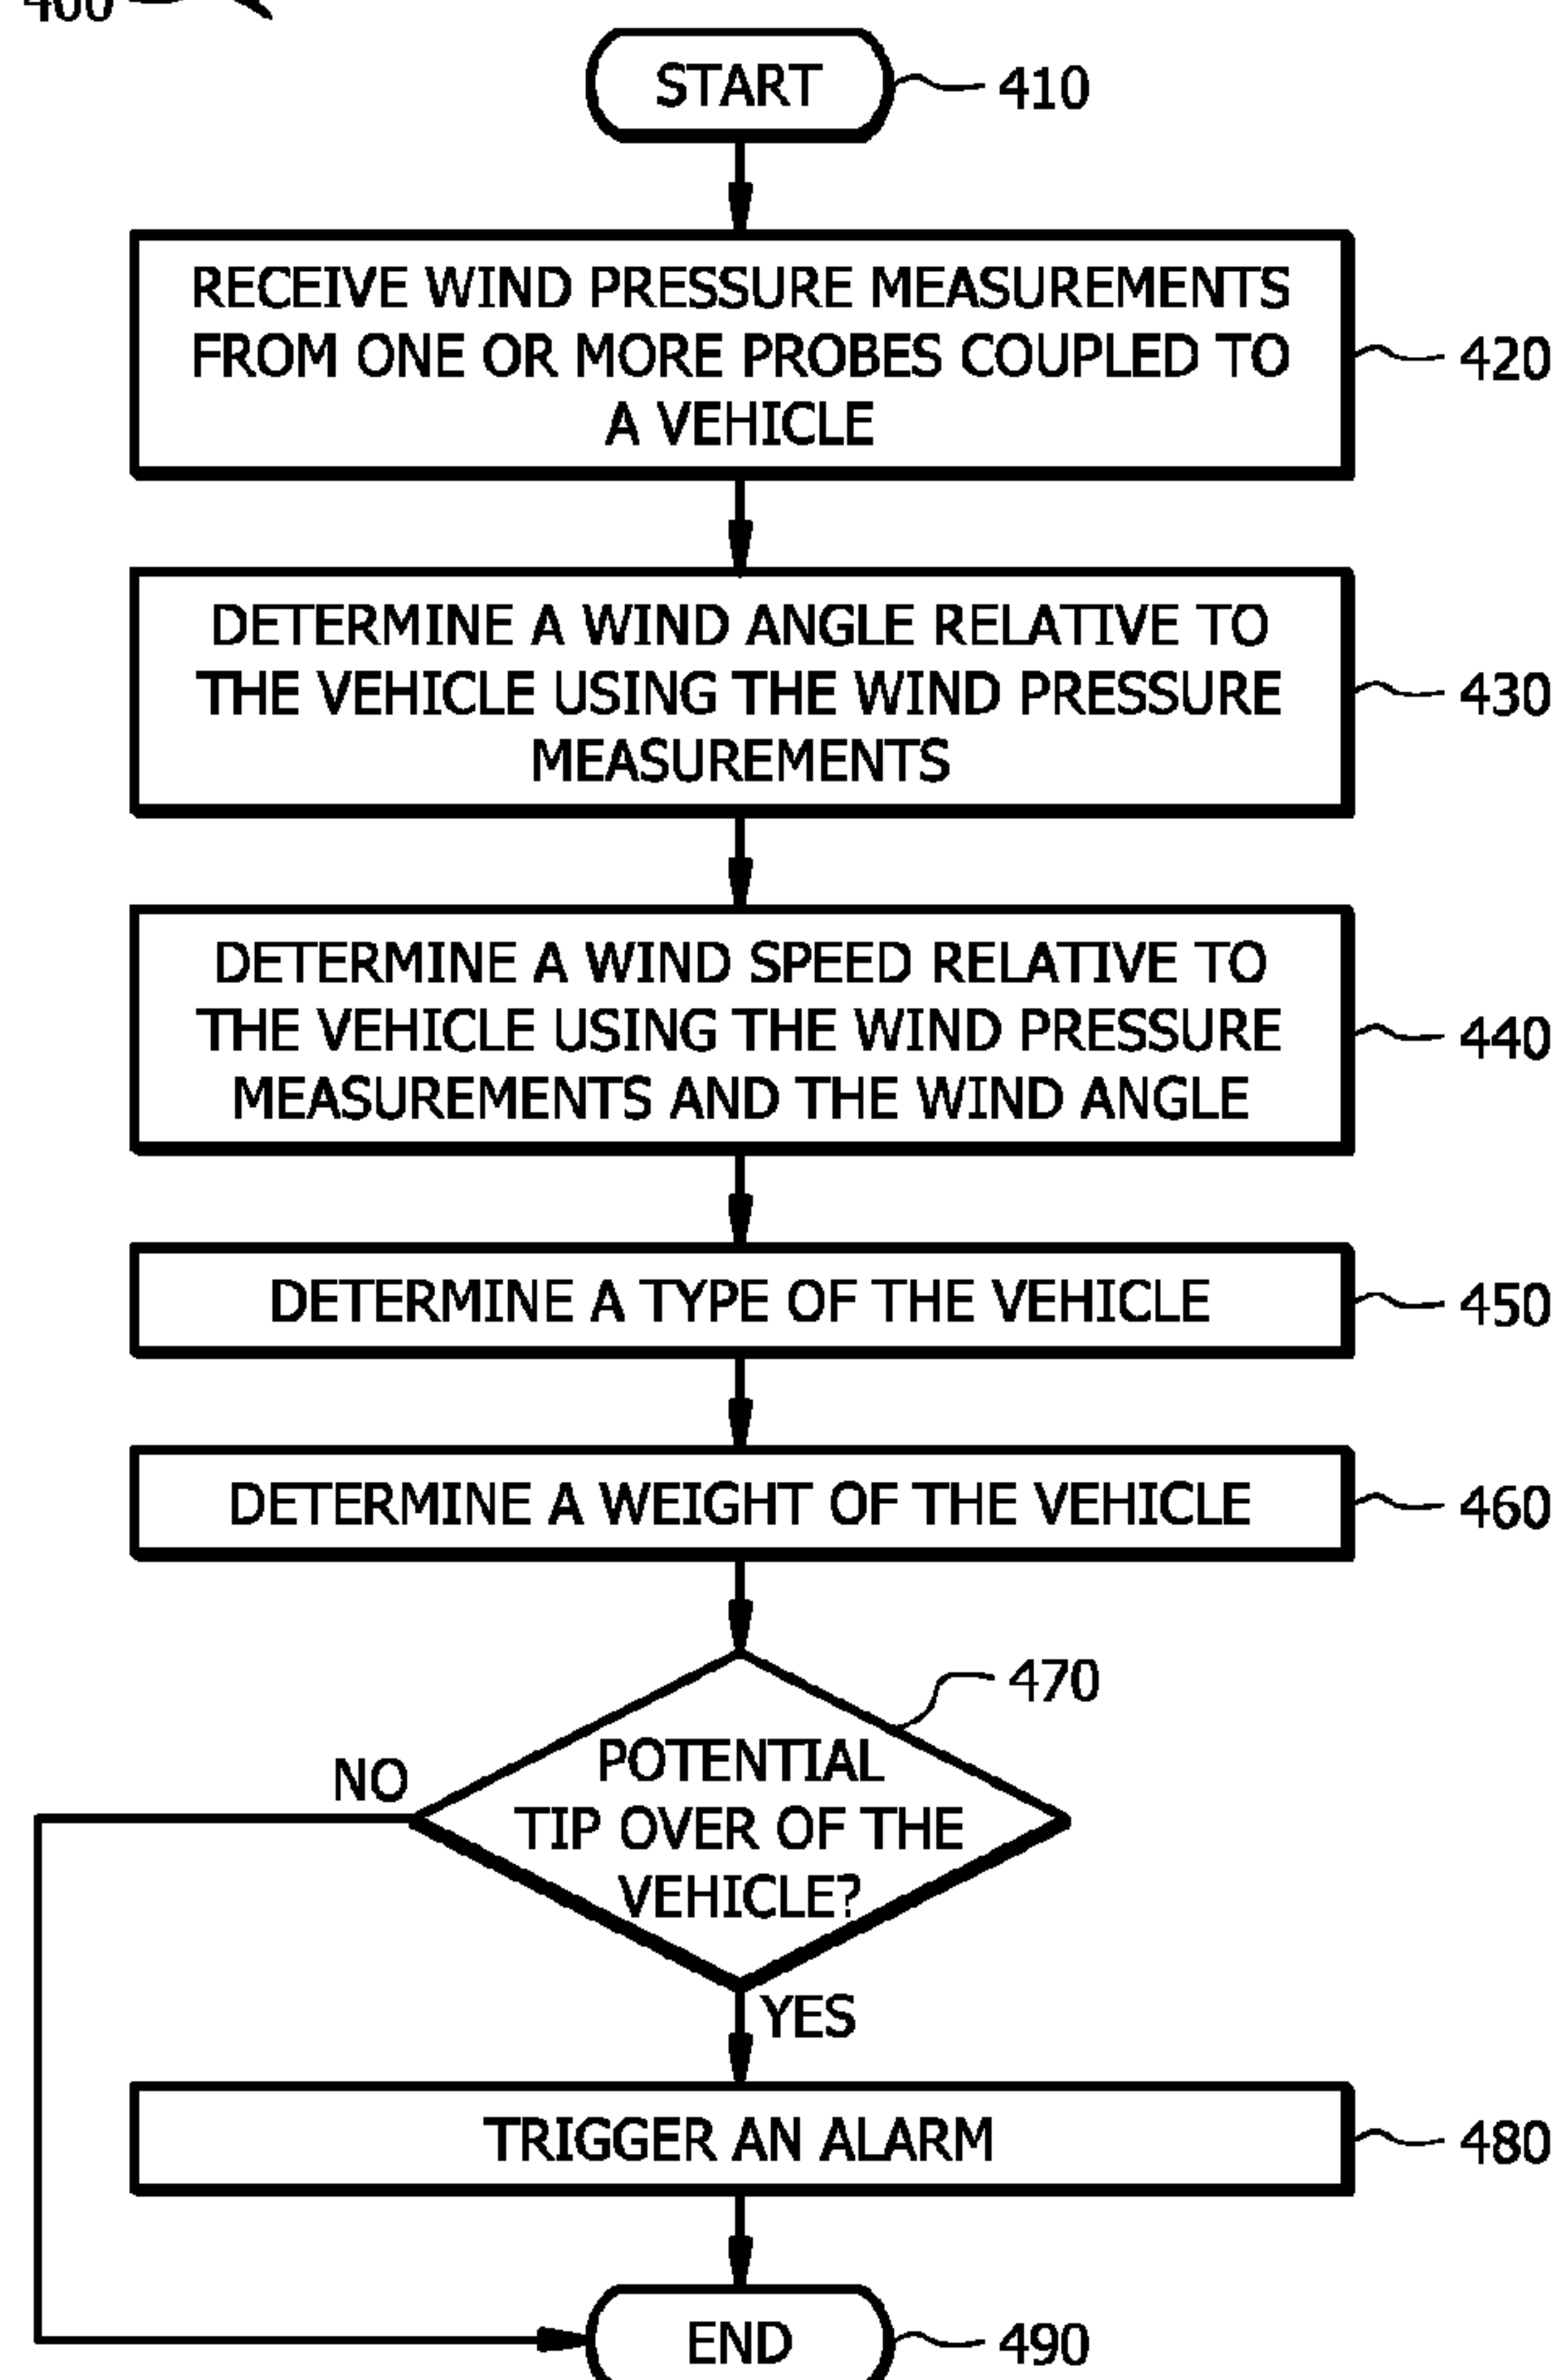 400
START
410
RECEIVE WIND PRESSURE MEASUREMENTS
FROM ONE OR MORE PROBES COUPLED TO
A VEHICLE
420
DETERMINE A WIND ANGLE RELATIVE TO
THE VEHICLE USING THE WIND PRESSURE
MEASUREMENTS
430
DETERMINE A WIND SPEED RELATIVE TO
THE VEHICLE USING THE WIND PRESSURE
MEASUREMENTS AND THE WIND ANGLE
440
DETERMINE A TYPE OF THE VEHICLE
450
DETERMINE A WEIGHT OF THE VEHICLE
460
470
POTENTIAL
TIP OVER OF THE
VEHICLE?
NO
YES
TRIGGER AN ALARM
480
END
490